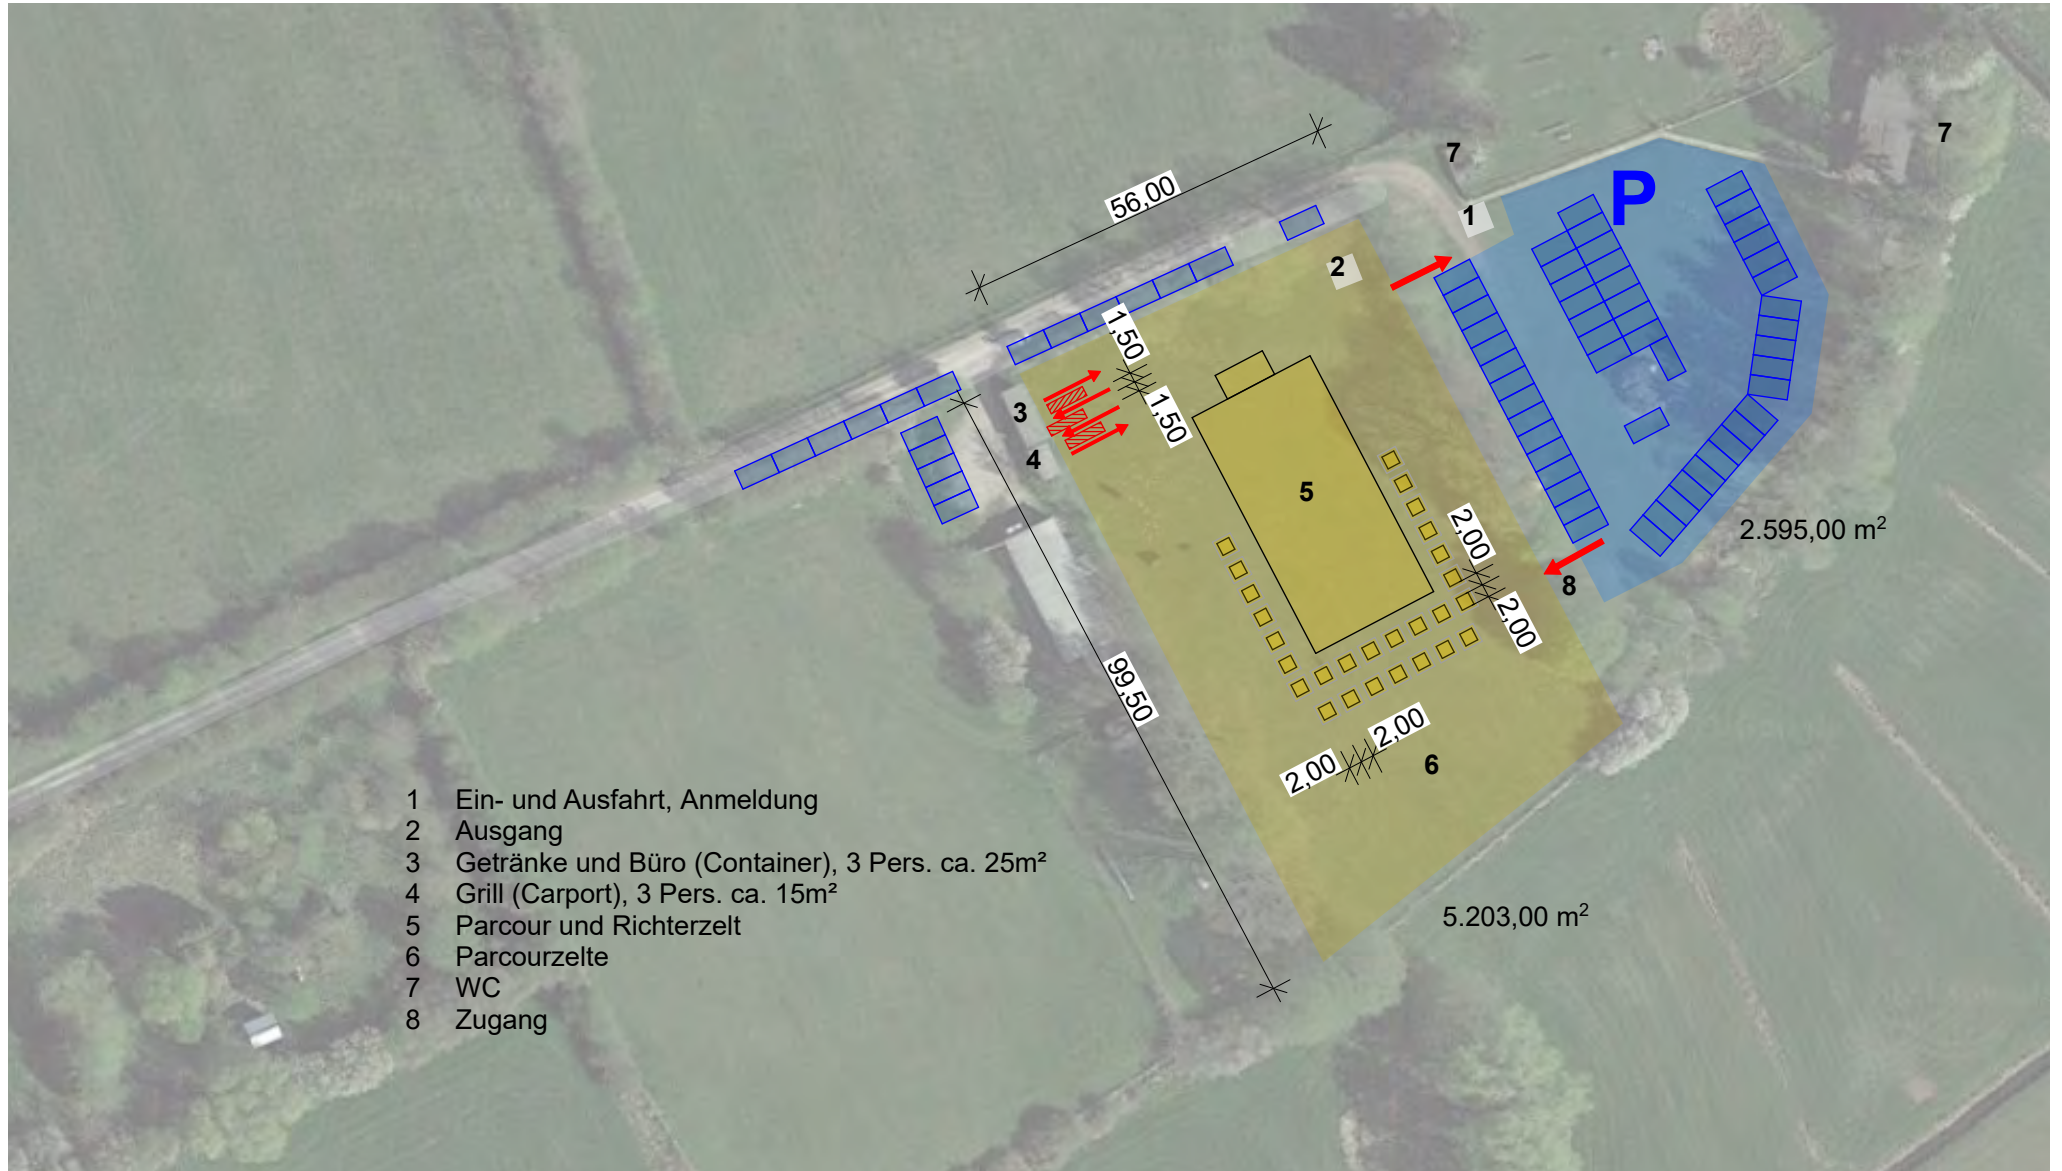 7
7
P
56,00
1
2
1,50
1,50
3
4
5
2,00
2.595,00 m²
8
2,00
99,50
2,00
2,00
6
1 Ein- und Ausfahrt, Anmeldung
2 Ausgang
3 Getränke und Büro (Container), 3 Pers. ca. 25m²
4 Grill (Carport), 3 Pers. ca. 15m²
5 Parcour und Richterzelt
6 Parcourzelte
7 WC
8 Zugang
5.203,00 m²